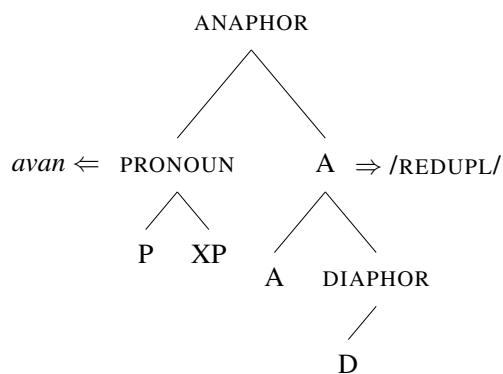 ANAPHOR
avan ⇐ PRONOUN A ⇒ /REDUPL/
P XP A DIAPHOR
D